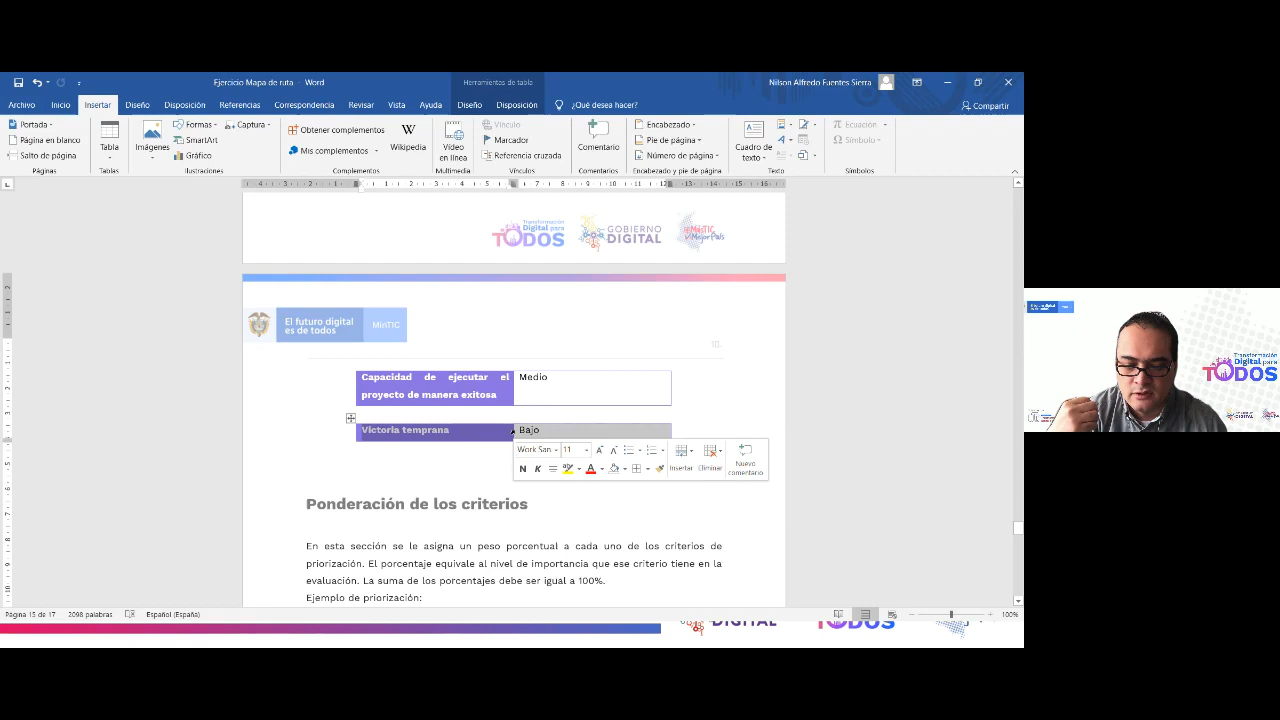 Ejercicio Mapa de ruta - Word
Herramientas de tabla
Nilson Alfredo Fuentes Sierra
Archivo Inicio Insertar Diseño Disposición Referencias Correspondencia Revisar Vista Ayuda Diseño Disposición ¿Qué desea hacer? Compartir
Portada
Página en blanco
Salto de página
Páginas
Tabla
Tablas
Imágenes
Formas
SmartArt
Gráfico
Captura
Ilustraciones
Obtener complementos
Mis complementos
Wikipedia
Complementos
Vídeo
en línea
Multimedia
Vínculo
Marcador
Referencia cruzada
Vínculos
Comentario
Comentarios
Encabezado
Pie de página
Número de página
Encabezado y pie de página
Cuadro de
texto
Texto
Ecuación
Símbolo
Símbolos
Transformación
Digital para
TODOS
GOBIERNO
DIGITAL
El futuro digital
es de todos
MinTIC
10
Capacidad de ejecutar el
proyecto de manera exitosa
Medio
Victoria temprana
Bajo
Work San
11
N K
Insertar
Eliminar
Nuevo
comentario
Ponderación de los criterios
En esta sección se le asigna un peso porcentual a cada uno de los criterios de
priorización. El porcentaje equivale al nivel de importancia que ese criterio tiene en la
evaluación. La suma de los porcentajes debe ser igual a 100%.
Ejemplo de priorización:
Página 15 de 17
2098 palabras
Español (España)
100%
DIGITAL
TODOS
Transformación
Digital para
TODOS